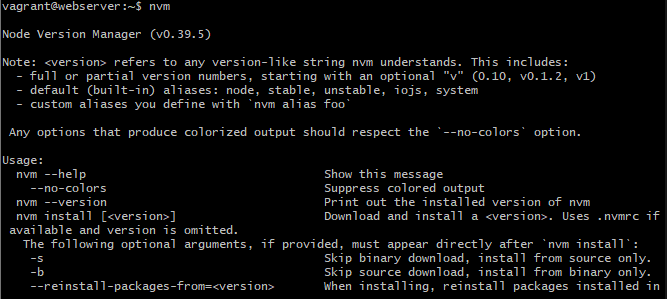 vagrant@webserver:~$ nvm
Node Version Manager (v0.39.5)
Note: <version> refers to any version-like string nvm understands. This includes:
- full or partial version numbers, starting with an optional "v" (0.10, v0.1.2, v1)
- default (built-in) aliases: node, stable, unstable, iojs, system
- custom aliases you define with `nvm alias foo`
Any options that produce colorized output should respect the `--no-colors` option.
Usage:
nvm --help Show this message
--no-colors Suppress colored output
nvm --version Print out the installed version of nvm
nvm install [<version>] Download and install a <version>. Uses .nvmrc if
available and version is omitted.
The following optional arguments, if provided, must appear directly after `nvm install`:
-s Skip binary download, install from source only.
-b Skip source download, install from binary only.
--reinstall-packages-from=<version> When installing, reinstall packages installed in